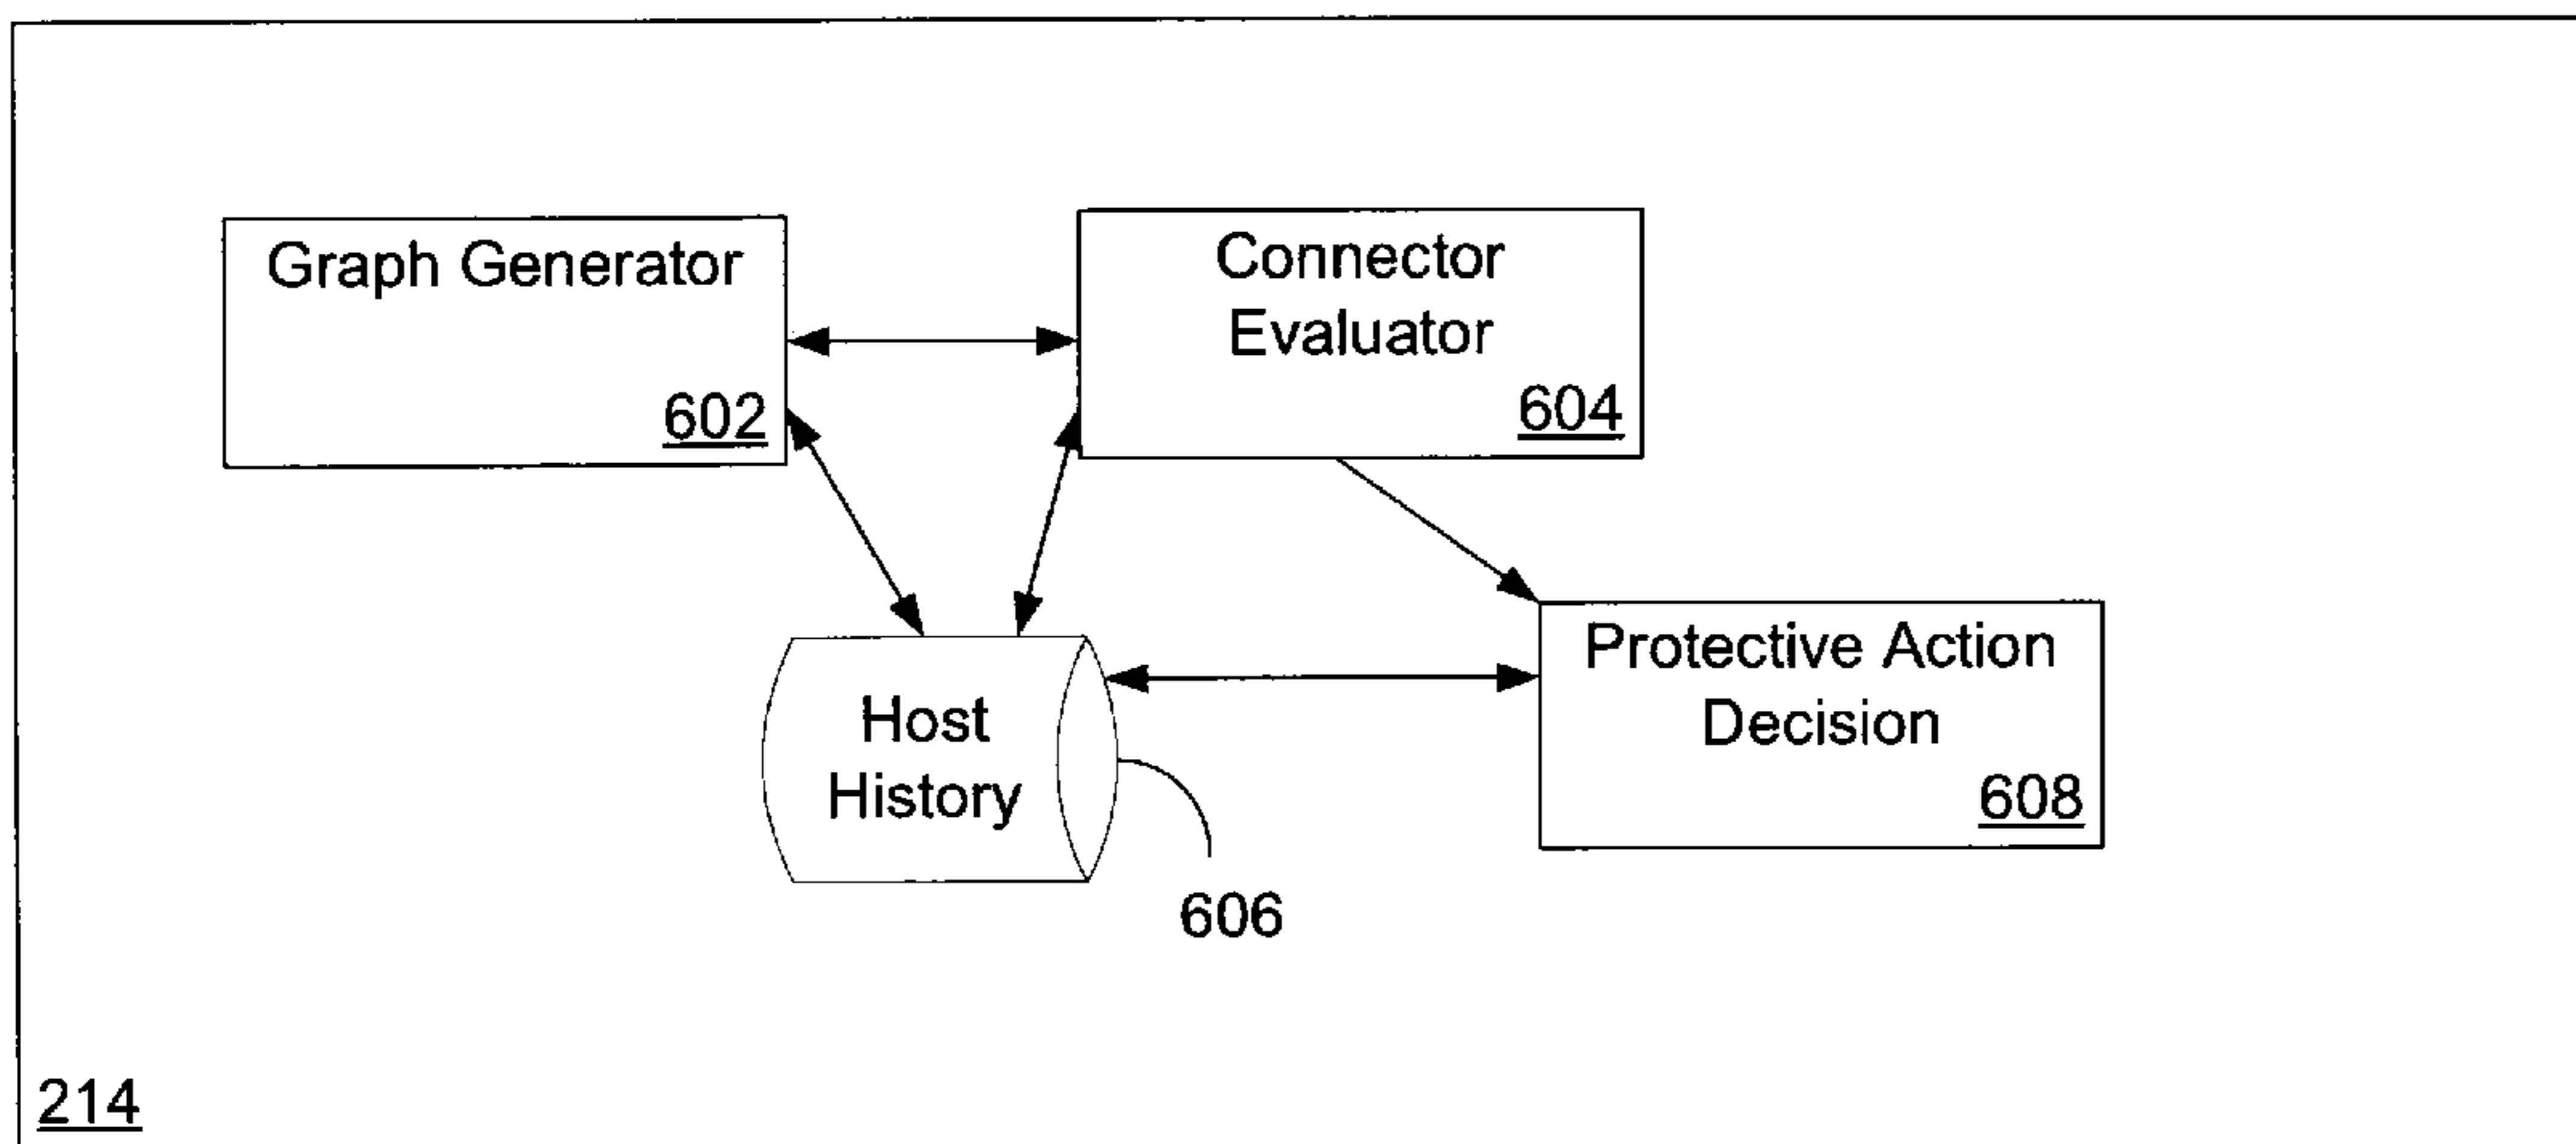 Graph Generator
602
Connector
Evaluator
604
Host
History
606
Protective Action
Decision
608
214